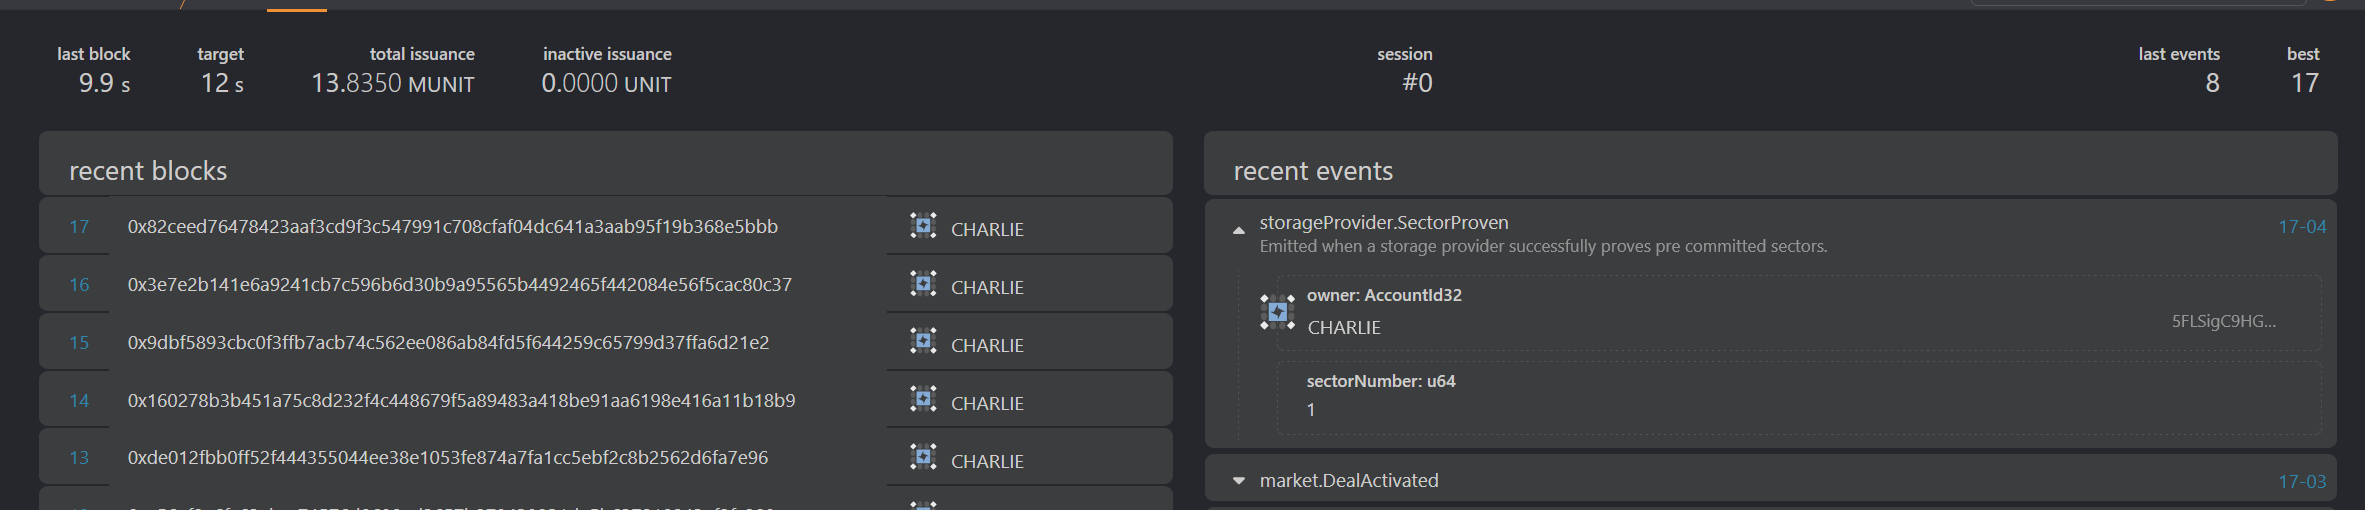 last block
9.9 s
target
12 s
total issuance
13.8350 MUNIT
inactive issuance
0.0000 UNIT
session
#0
last events
8
best
17
recent blocks
17 0x82ceed76478423aaf3cd9f3c547991c708cfaf04dc641a3aab95f19b368e5bbb CHARLIE
16 0x3e7e2b141e6a9241cb7c596b6d30b9a95565b4492465f442084e56f5cac80c37 CHARLIE
15 0x9dbf5893cbc0f3ffb7acb74c562ee086ab84fd5f644259c65799d37ffa6d21e2 CHARLIE
14 0x160278b3b451a75c8d232f4c448679f5a89483a418be91aa6198e416a11b18b9 CHARLIE
13 0xde012fbb0ff52f444355044ee38e1053fe874a7fa1cc5ebf2c8b2562d6fa7e96 CHARLIE
recent events
storageProvider.SectorProven 17-04
Emitted when a storage provider successfully proves pre committed sectors.
owner: AccountId32
CHARLIE 5FLSigC9HG...
sectorNumber: u64
1
market.DealActivated 17-03